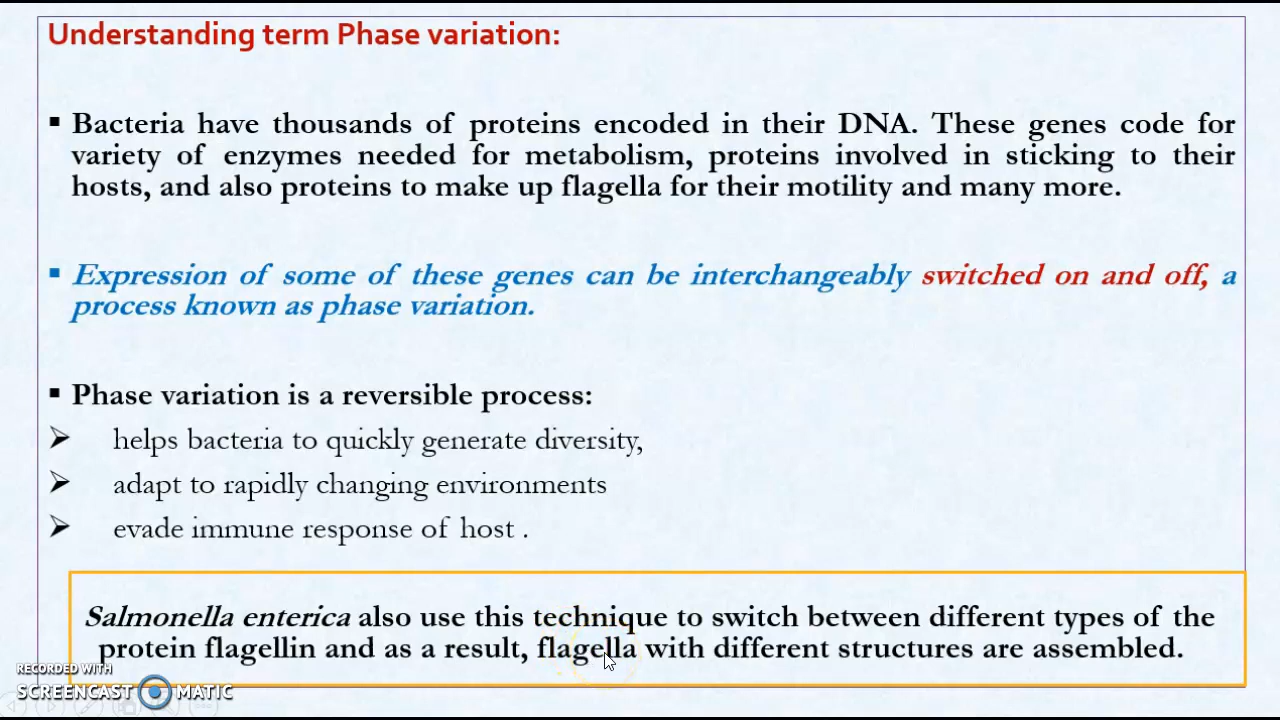 Understanding term Phase variation:
▪ Bacteria have thousands of proteins encoded in their DNA. These genes code for
variety of enzymes needed for metabolism, proteins involved in sticking to their
hosts, and also proteins to make up flagella for their motility and many more.
▪ Expression of some of these genes can be interchangeably switched on and off, a
process known as phase variation.
▪ Phase variation is a reversible process:
➢ helps bacteria to quickly generate diversity,
➢ adapt to rapidly changing environments
➢ evade immune response of host .
Salmonella enterica also use this technique to switch between different types of the
protein flagellin and as a result, flagella with different structures are assembled.
RECORDED WITH
SCREENCAST MATIC